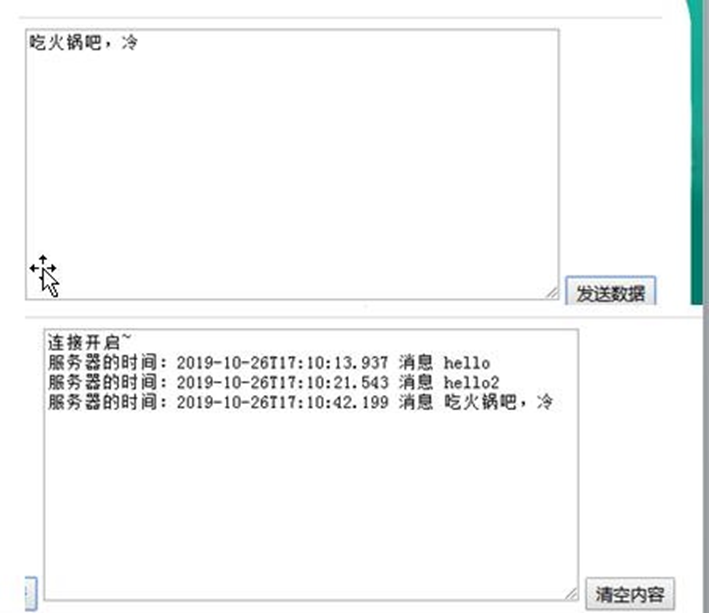 吃火锅吧，冷
发送数据
连接开启~
服务器的时间：2019-10-26T17:10:13.937 消息 hello
服务器的时间：2019-10-26T17:10:21.543 消息 hello2
服务器的时间：2019-10-26T17:10:42.199 消息 吃火锅吧，冷
清空内容